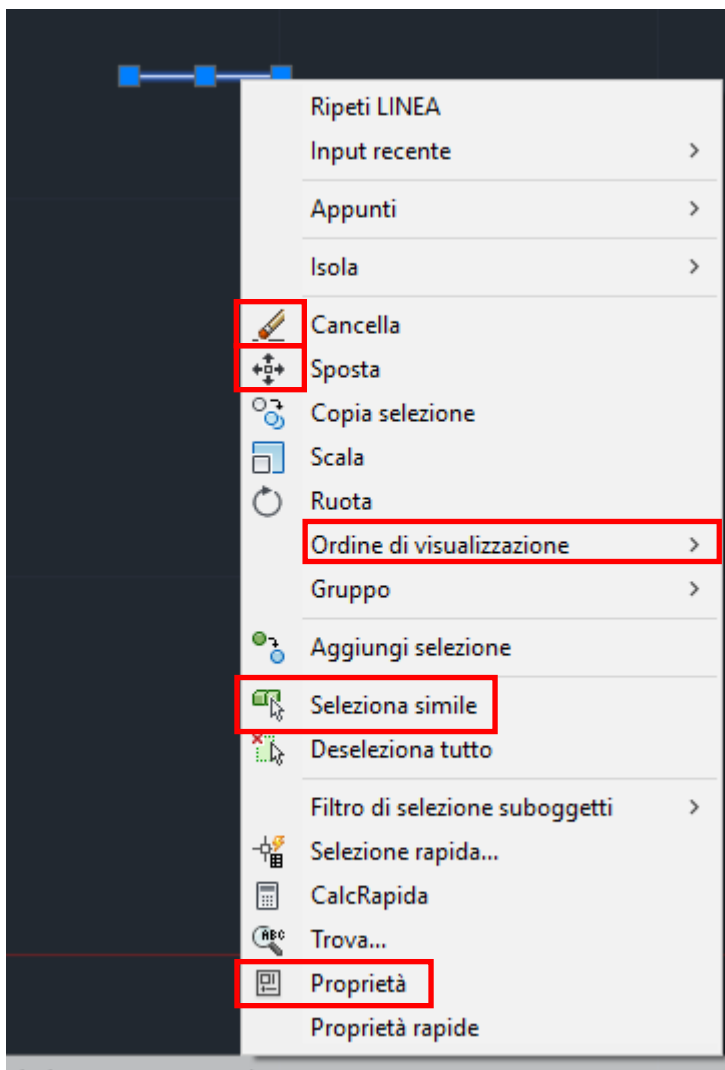 Ripeti LINEA
Input recente
Appunti
Isola
Cancella
Sposta
Copia selezione
Scala
Ruota
Ordine di visualizzazione
Gruppo
Aggiungi selezione
Seleziona simile
Deseleziona tutto
Filtro di selezione suboggetti
Selezione rapida...
CalcRapida
ABC Trova...
Proprietà
Proprietà rapide